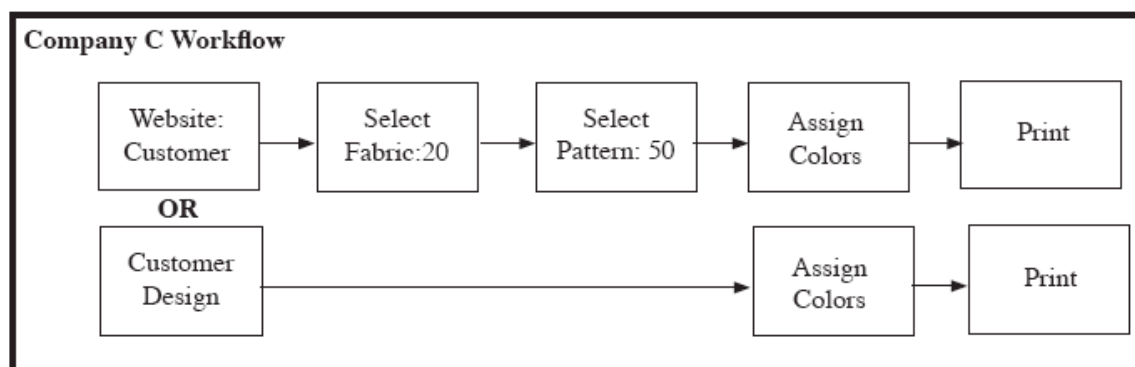 Company C Workflow
Website:
Customer
Select
Fabric:20
Select
Pattern: 50
Assign
Colors
Print
OR
Customer
Design
Assign
Colors
Print